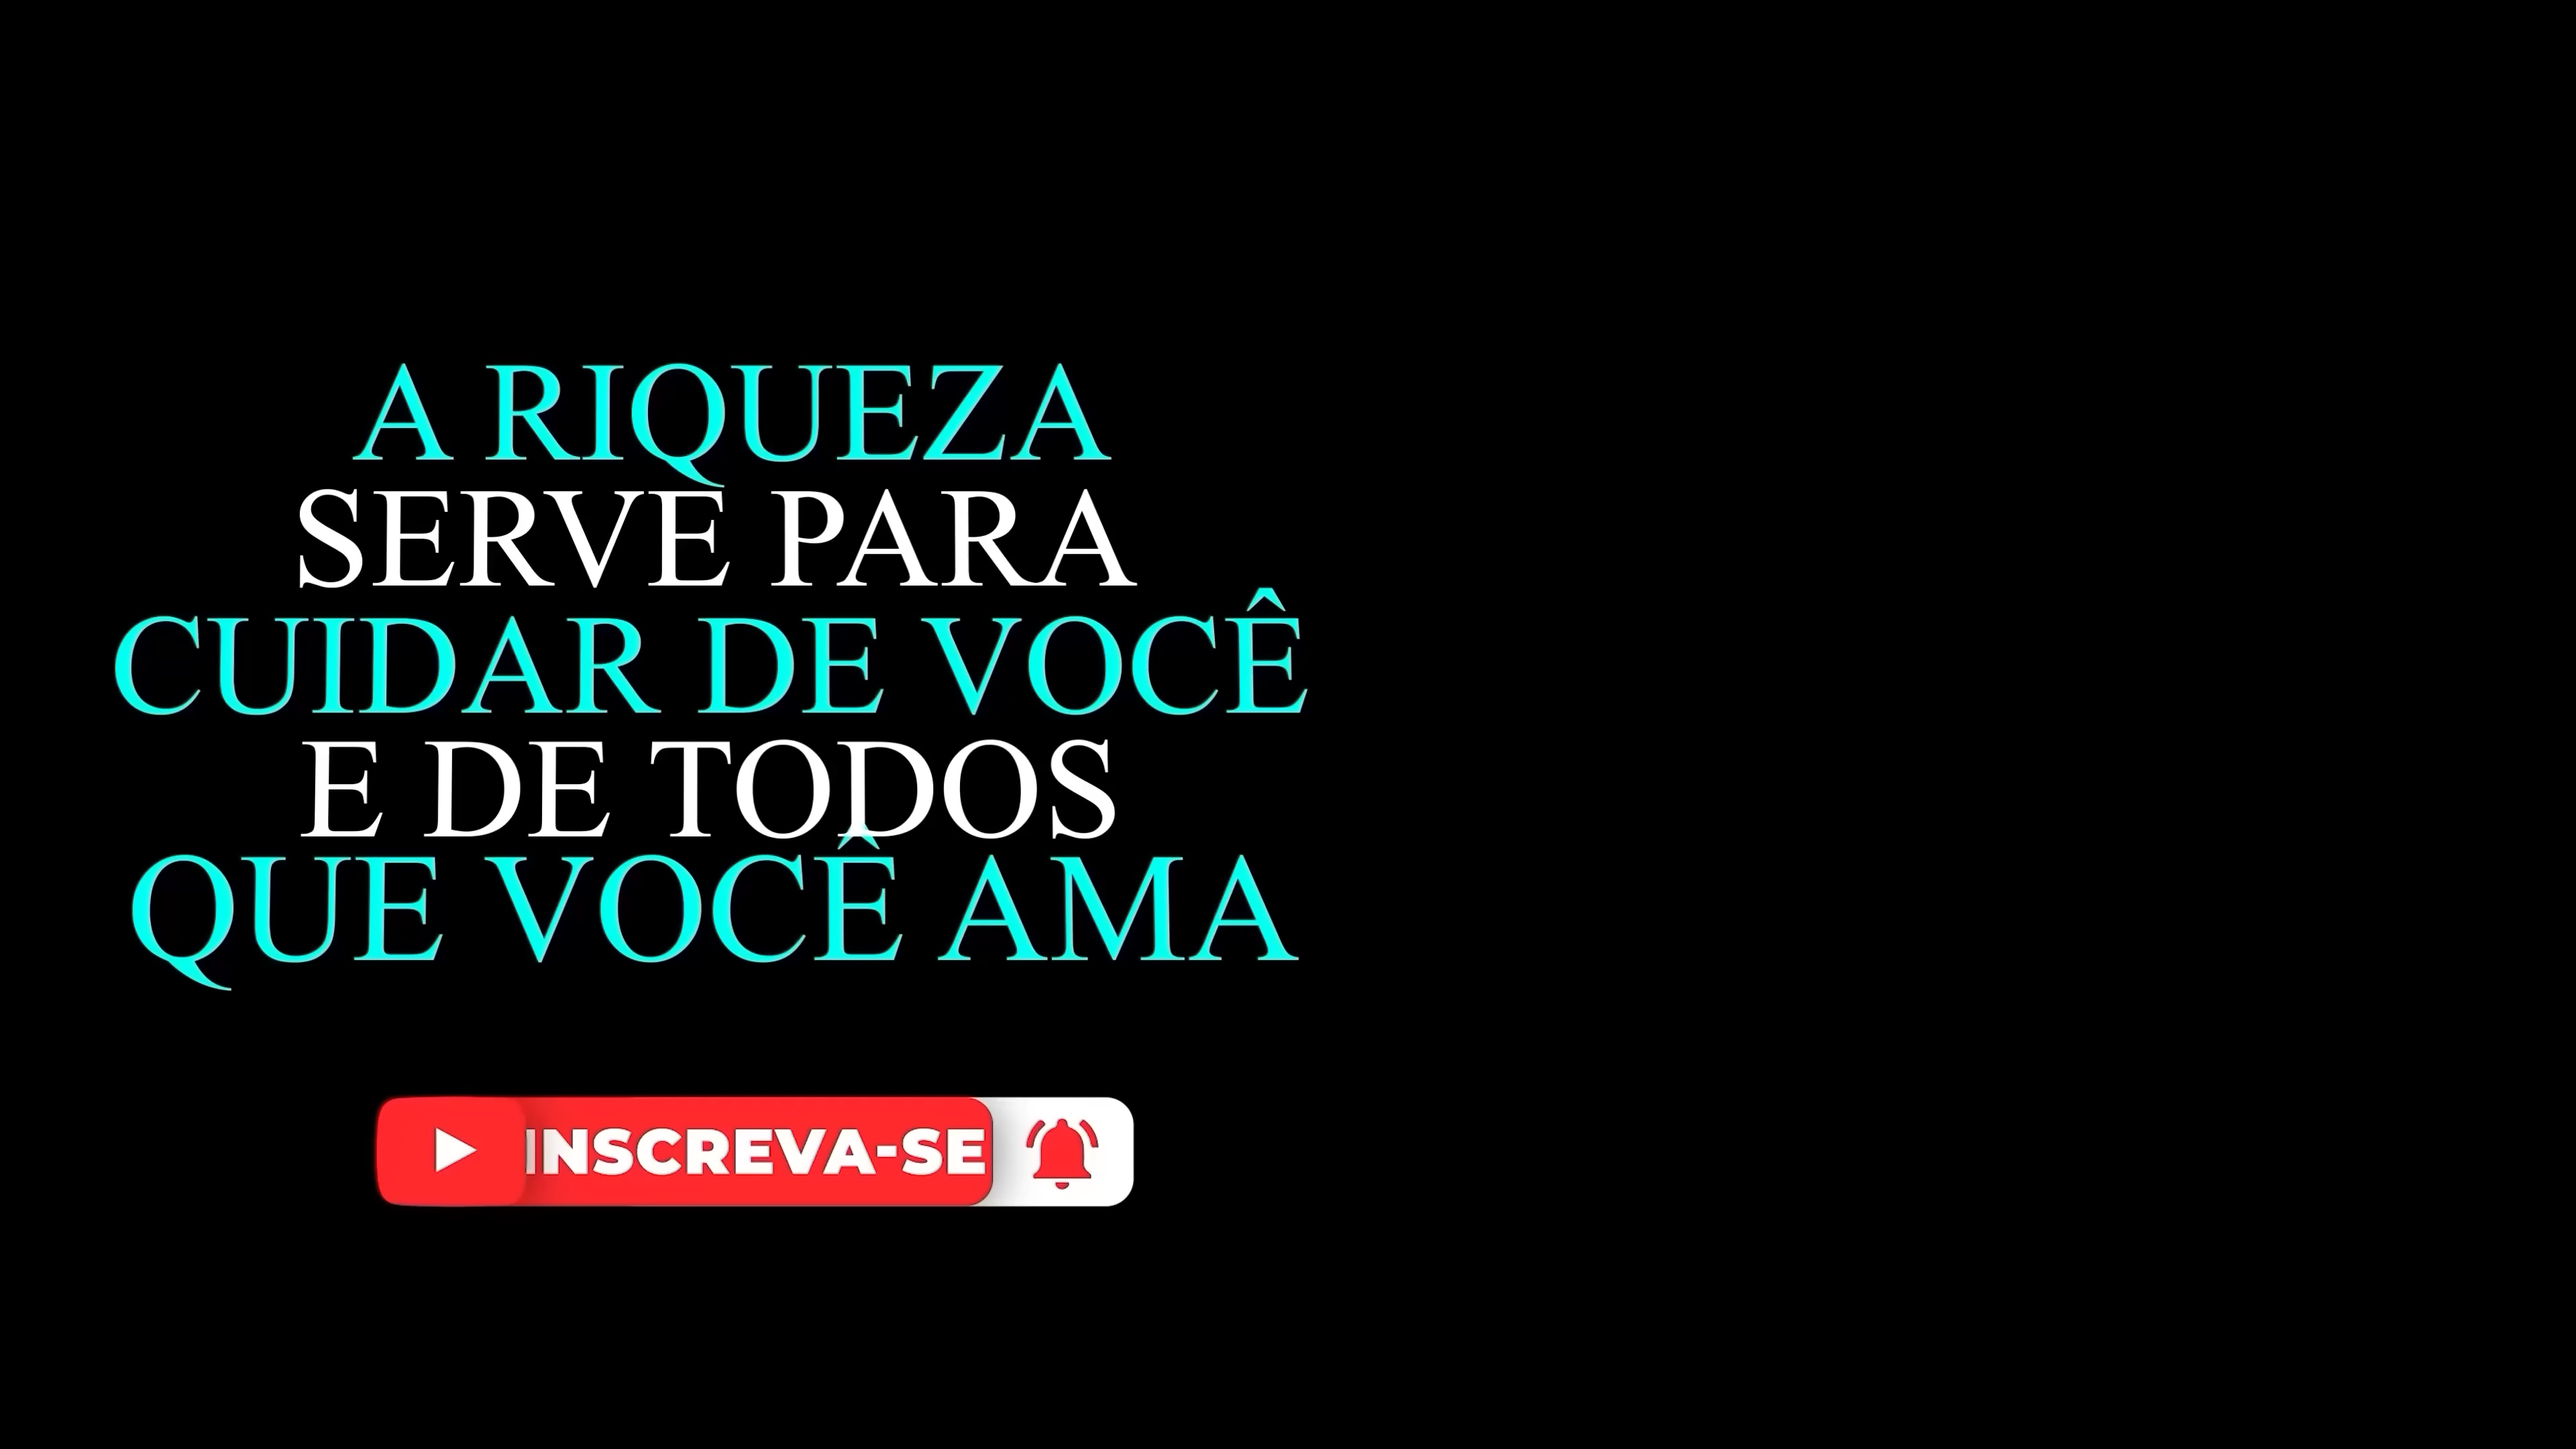 A RIQUEZA
SERVE PARA
CUIDAR DE VOCÊ
E DE TODOS
QUE VOCÊ AMA
INSCREVA-SE